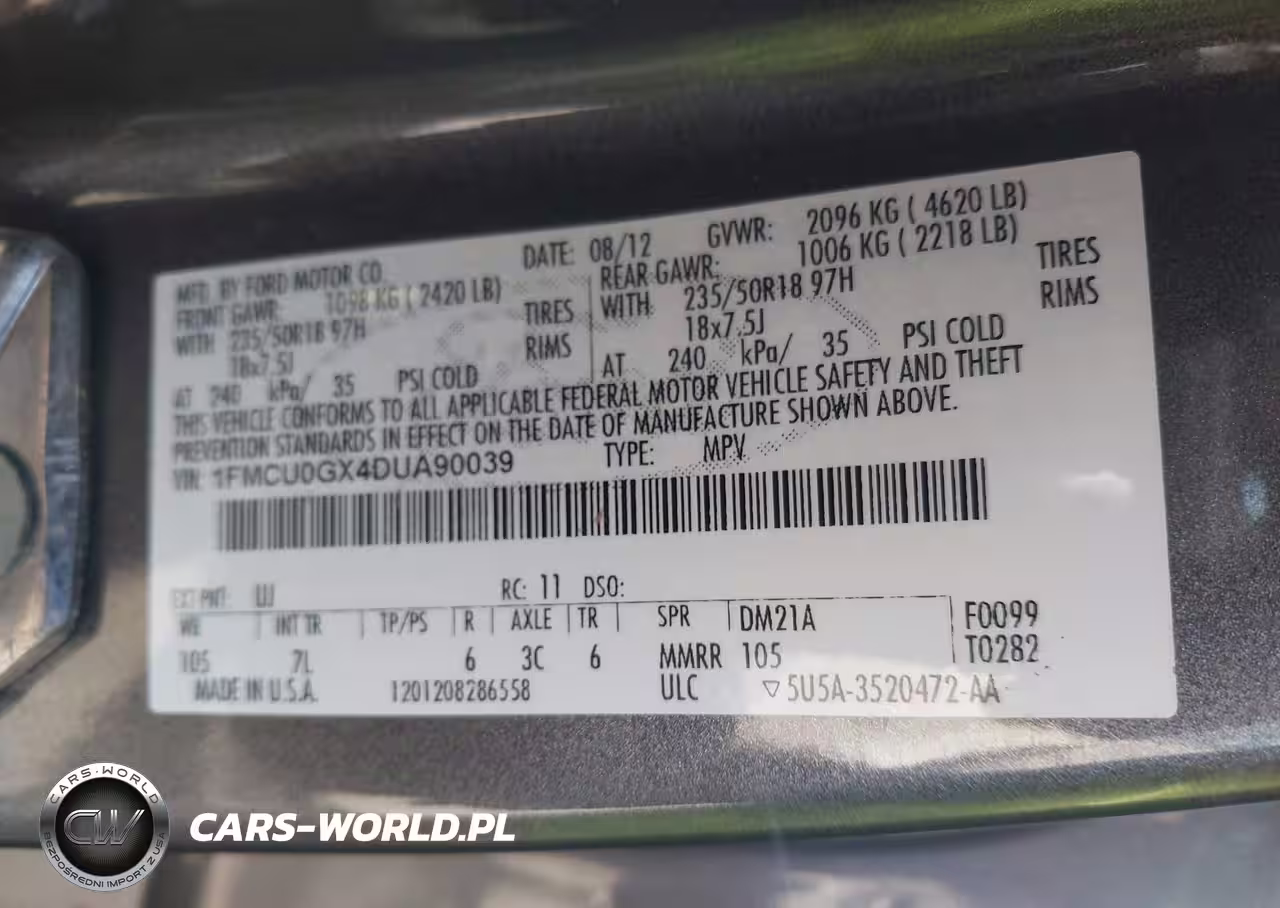 MFD. BY FORD MOTOR CO. DATE: 08/12 GVWR: 2096 KG ( 4620 LB)
FRONT GAWR: 1098 KG ( 2420 LB) REAR GAWR: 1006 KG ( 2218 LB)
WITH 235/50R18 97H TIRES WITH 235/50R18 97H TIRES
18x7.5J RIMS 18x7.5J RIMS
AT 240 kPa/ 35 PSI COLD AT 240 kPa/ 35 PSI COLD
THIS VEHICLE CONFORMS TO ALL APPLICABLE FEDERAL MOTOR VEHICLE SAFETY AND THEFT
PREVENTION STANDARDS IN EFFECT ON THE DATE OF MANUFACTURE SHOWN ABOVE.
VIN: 1FMCU0GX4DUA90039 TYPE: MPV
EXT PNT: UJ RC: 11 DSO:
WB INT TR TP/PS R AXLE TR SPR DM21A F0099
105 7L 6 3C 6 MMRR 105 T0282
MADE IN U.S.A. 1201208286558 ULC ▽5U5A-3520472-AA
CARS-WORLD
CW
BEZPOŚREDNI IMPORT Z USA
CARS-WORLD.PL